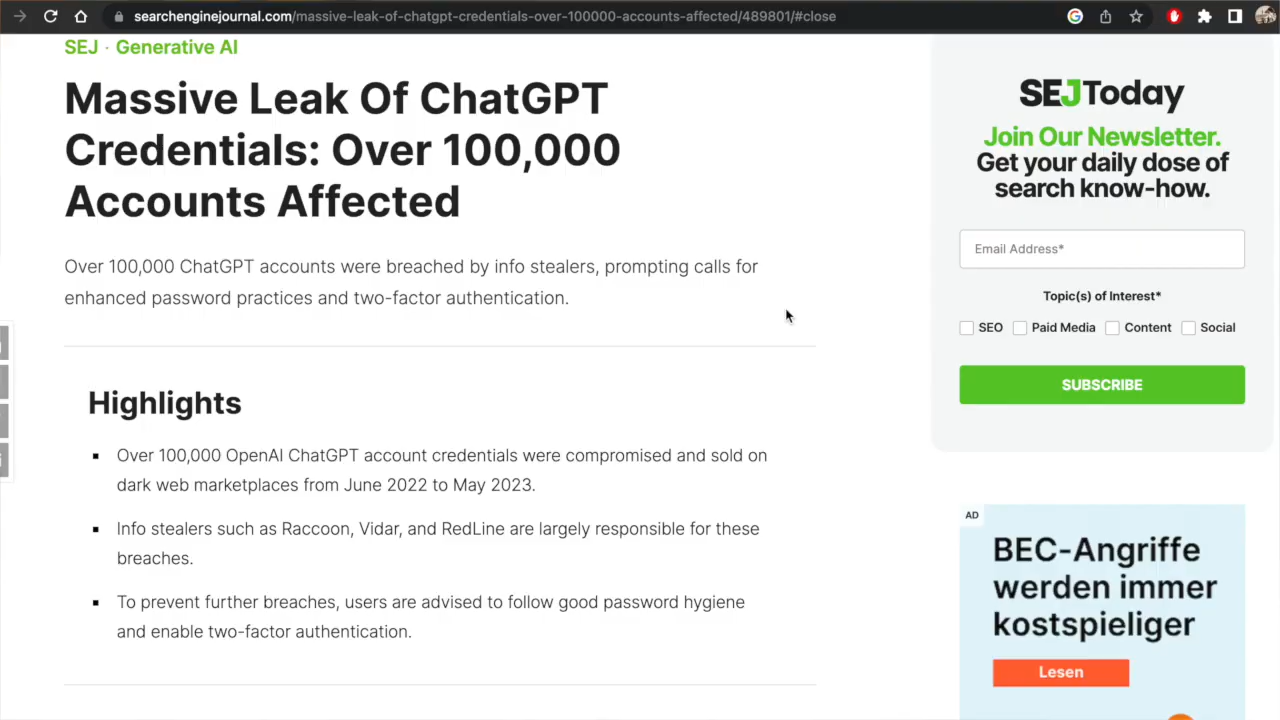 searchenginejournal.com/massive-leak-of-chatgpt-credentials-over-100000-accounts-affected/489801/#close
SEJ · Generative AI
Massive Leak Of ChatGPT
Credentials: Over 100,000
Accounts Affected
Over 100,000 ChatGPT accounts were breached by info stealers, prompting calls for
enhanced password practices and two-factor authentication.
Highlights
▪ Over 100,000 OpenAI ChatGPT account credentials were compromised and sold on
dark web marketplaces from June 2022 to May 2023.
▪ Info stealers such as Raccoon, Vidar, and RedLine are largely responsible for these
breaches.
▪ To prevent further breaches, users are advised to follow good password hygiene
and enable two-factor authentication.
SEJToday
Join Our Newsletter.
Get your daily dose of
search know-how.
Email Address*
Topic(s) of Interest*
SEO Paid Media Content Social
SUBSCRIBE
AD
BEC-Angriffe
werden immer
kostspieliger
Lesen